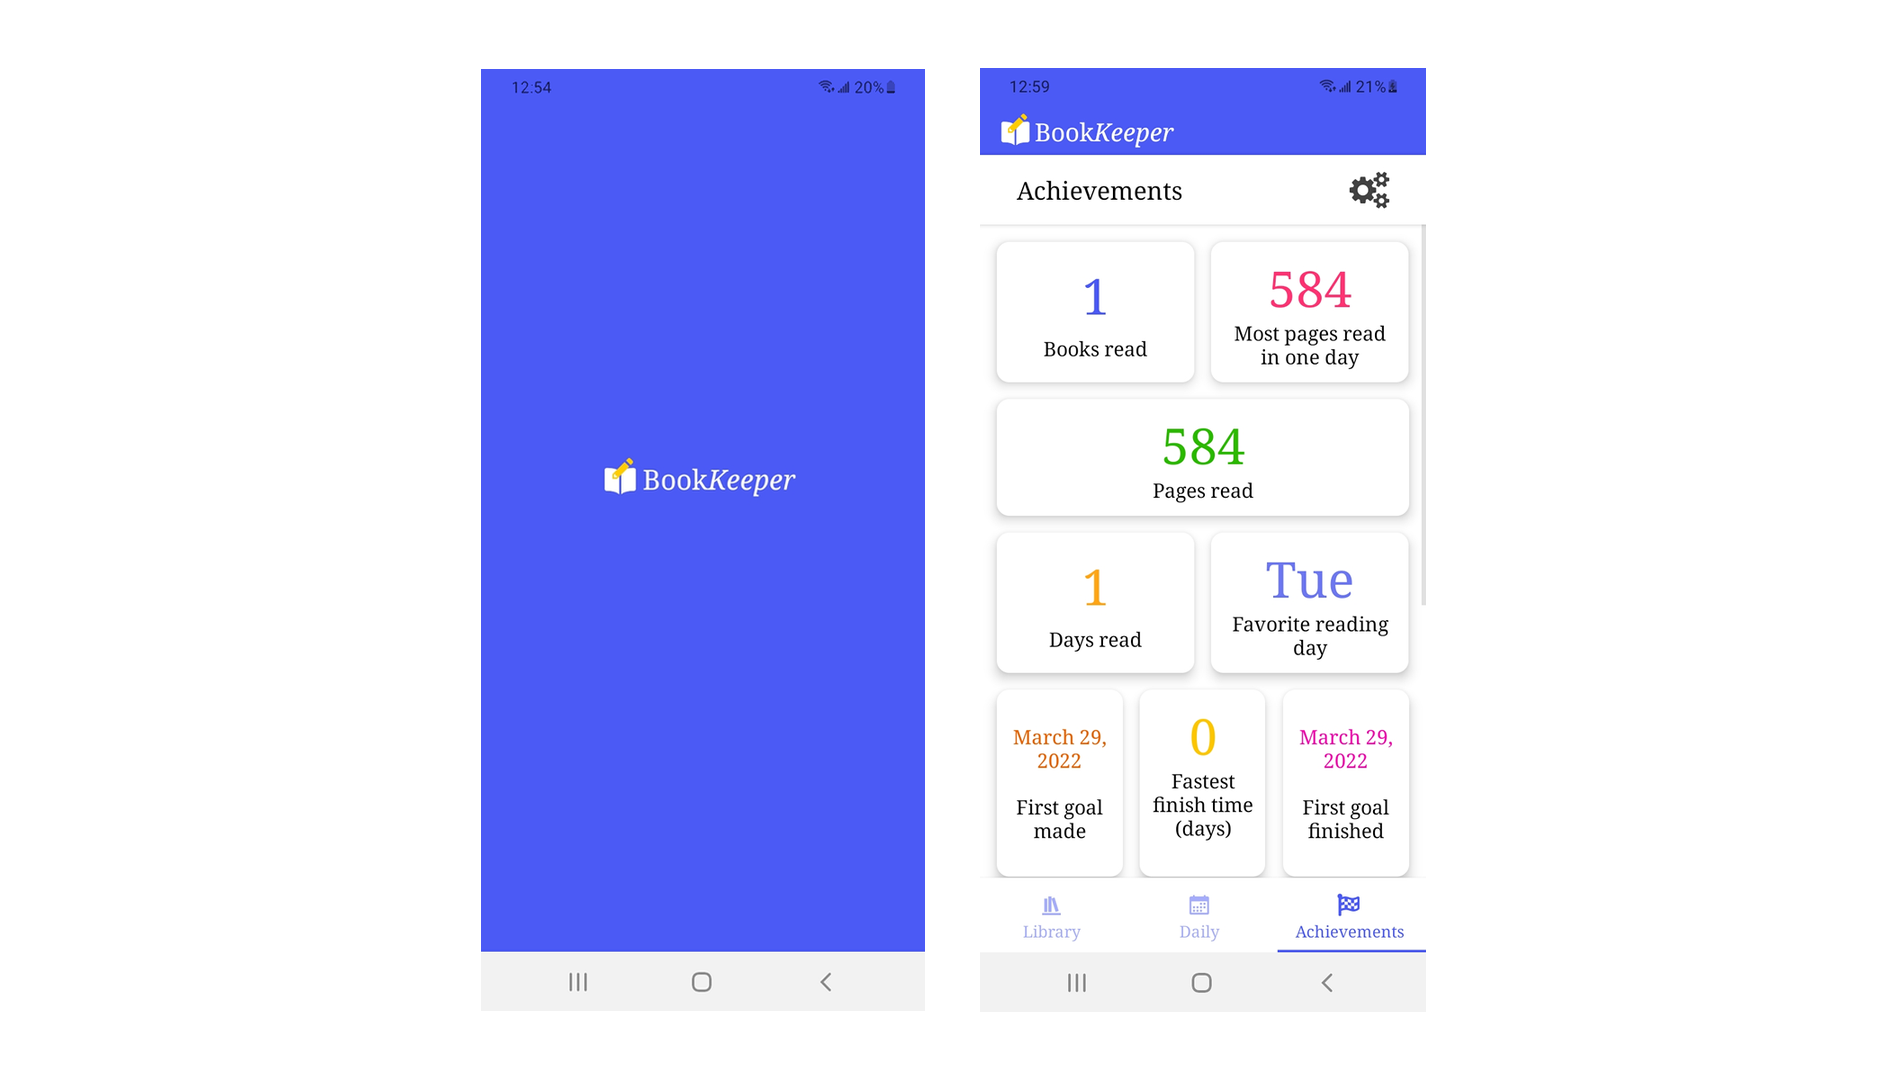 12:54
20%
BookKeeper
12:59
21%
BookKeeper
Achievements
1
Books read
584
Most pages read
in one day
584
Pages read
1
Days read
Tue
Favorite reading
day
March 29,
2022
First goal
made
0
Fastest
finish time
(days)
March 29,
2022
First goal
finished
Library
Daily
Achievements